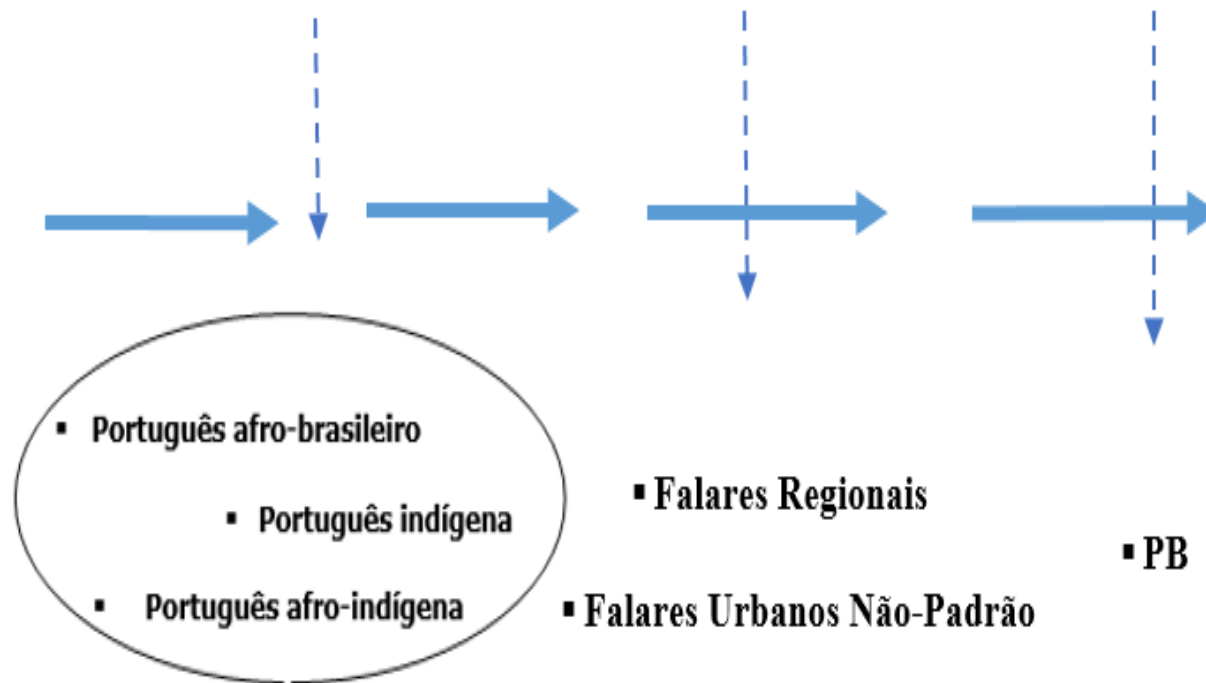 ▪ Português afro-brasileiro
▪ Português indígena
▪ Português afro-indígena
▪ Falares Regionais
▪ Falares Urbanos Não-Padrão
▪ PB